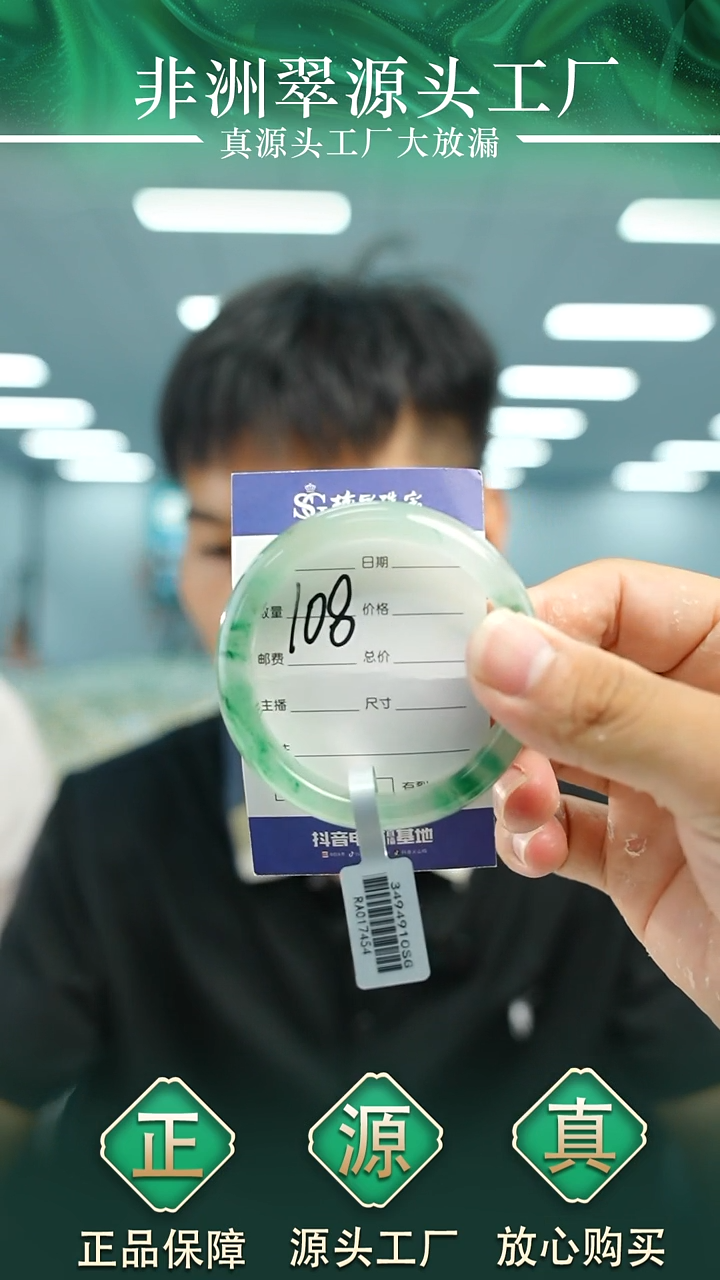 非洲翠源头工厂
真源头工厂大放漏
SG
日期
数量 108 价格
邮费 总价
主播 尺寸
抖音电
基地
3494910SG
RA017454
正 源 真
正品保障 源头工厂 放心购买